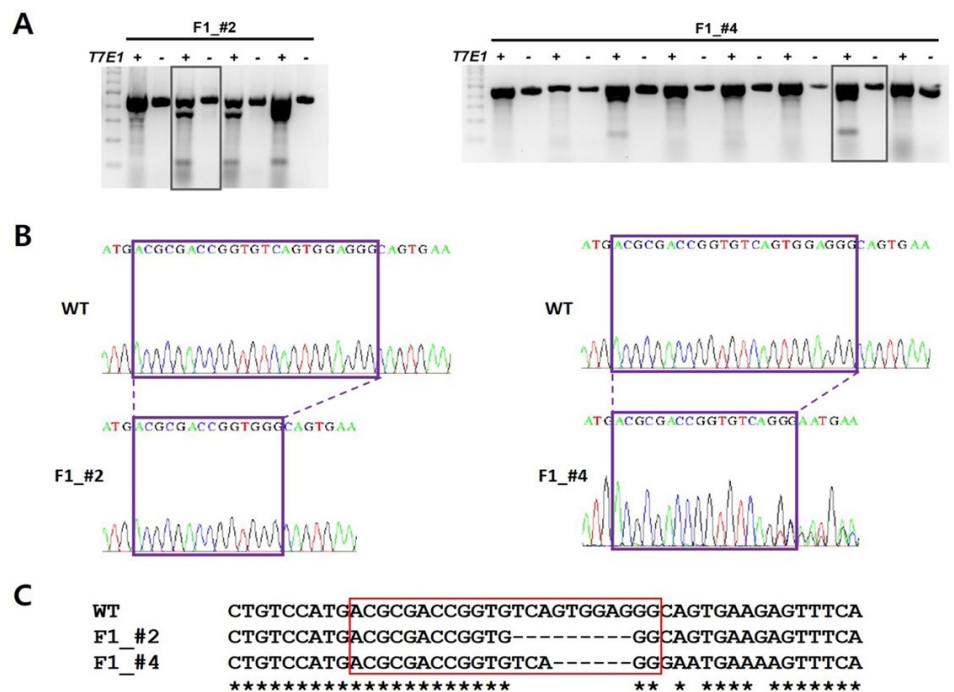 A
F1_#2
F1_#4
T7E1 + - + - + - + -
T7E1 + - + - + - + - + - + - + - + -
B
ATGACGCGACCGGTGTCAGTGGAGGGCAGTGAA
ATGACGCGACCGGTGTCAGTGGAGGGCAGTGAA
WT
WT
ATGACGCGACCGGTGGGCAGTGAA
ATGACGCGACCGGTGTCAGGGAATGAA
F1_#2
F1_#4
C
WT CTGTCCATGACGCGACCGGTGTCAGTGGAGGGCAGTGAAGAGTTTCA
F1_#2 CTGTCCATGACGCGACCGGTG---------GGCAGTGAAGAGTTTCA
F1_#4 CTGTCCATGACGCGACCGGTGTCA------GGGAATGAAAAGTTTCA
********************* ** * **** *******